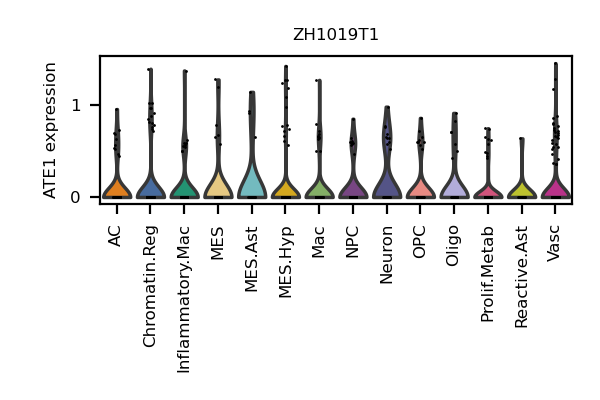 ZH1019T1
ATE1 expression
1
0
AC
Chromatin.Reg
Inflammatory.Mac
MES
MES.Ast
MES.Hyp
Mac
NPC
Neuron
OPC
Oligo
Prolif.Metab
Reactive.Ast
Vasc